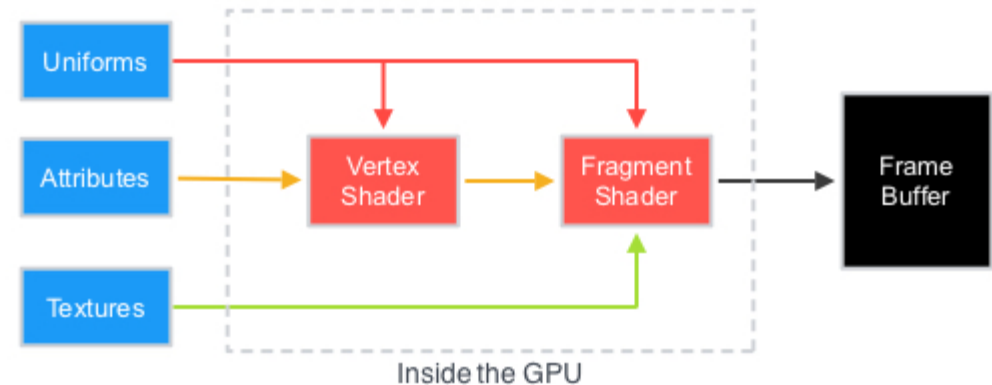 Uniforms
Attributes
Textures
Vertex
Shader
Fragment
Shader
Frame
Buffer
Inside the GPU